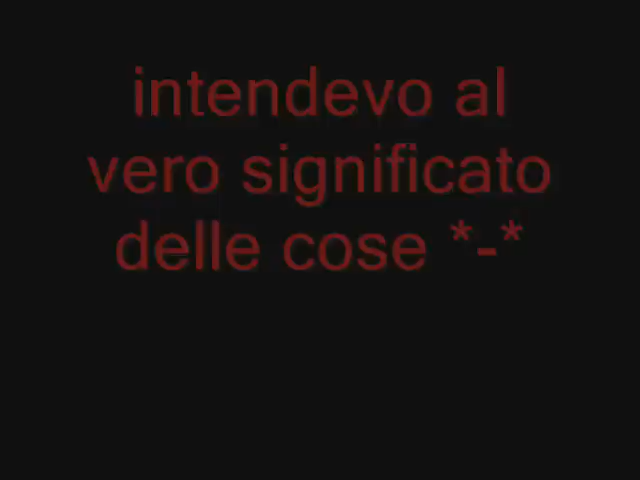 intendevo al
vero significato
delle cose *-*